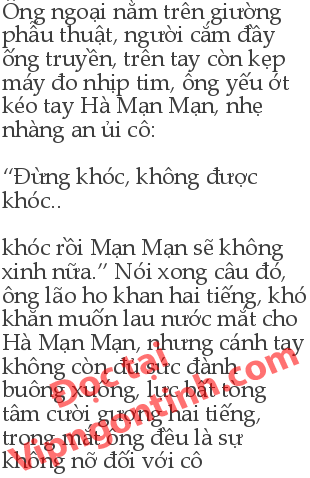 Ông ngoại nằm trên giường
phẫu thuật, người cắm đầy
ống truyền, trên tay còn kẹp
máy đo nhịp tim, ông yếu ớt
kéo tay Hà Mạn Mạn, nhẹ
nhàng an ủi cô:
“Đừng khóc, không được
khóc..
khóc rồi Mạn Mạn sẽ không
xinh nữa.” Nói xong câu đó,
ông lão ho khan hai tiếng, khó
khăn muốn lau nước mắt cho
Hà Mạn Mạn, nhưng cánh tay
không còn đủ sức đành
buông xuống, lực bất tòng
tâm cười gượng hai tiếng,
trong mắt ông đều là sự
không nỡ đối với cô
Đọc tại
Vipngontinh.com